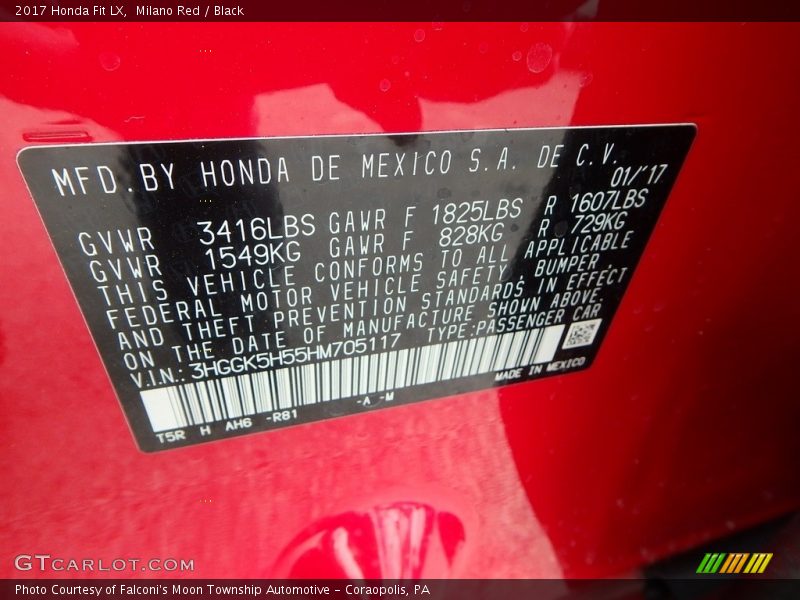 2017 Honda Fit LX,  Milano Red / Black
MFD.BY HONDA DE MEXICO S.A. DE C.V.
01/'17
GVWR 3416LBS GAWR F 1825LBS R 1607LBS
GVWR 1549KG GAWR F 828KG R 729KG
THIS VEHICLE CONFORMS TO ALL APPLICABLE
FEDERAL MOTOR VEHICLE SAFETY, BUMPER,
AND THEFT PREVENTION STANDARDS IN EFFECT
ON THE DATE OF MANUFACTURE SHOWN ABOVE.
V.I.N.: 3HGGK5H55HM705117 TYPE:PASSENGER CAR
MADE IN MEXICO
T5R H AH6 -R81 -A -M
GTCARLOT.COM
Photo Courtesy of Falconi's Moon Township Automotive - Coraopolis, PA